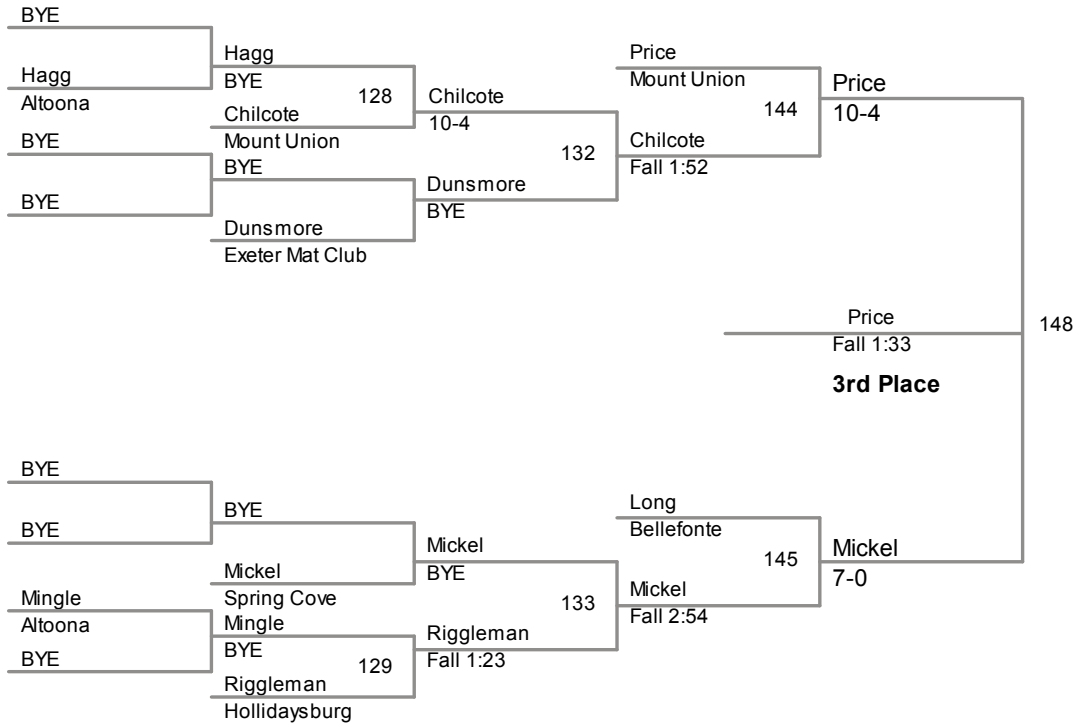 BYE
Hagg
Altoona
BYE
BYE
Hagg
BYE
128
Chilcote
Mount Union
BYE
Dunsmore
Exeter Mat Club
Chilcote
10-4
132
Dunsmore
BYE
Price
Mount Union
144
Chilcote
Fall 1:52
Price
10-4
Price
Fall 1:33
3rd Place
148
BYE
BYE
Mingle
Altoona
BYE
BYE
Mickel
Spring Cove
Mingle
BYE
129
Riggleman
Hollidaysburg
Mickel
BYE
133
Riggleman
Fall 1:23
Long
Bellefonte
145
Mickel
Fall 2:54
Mickel
7-0